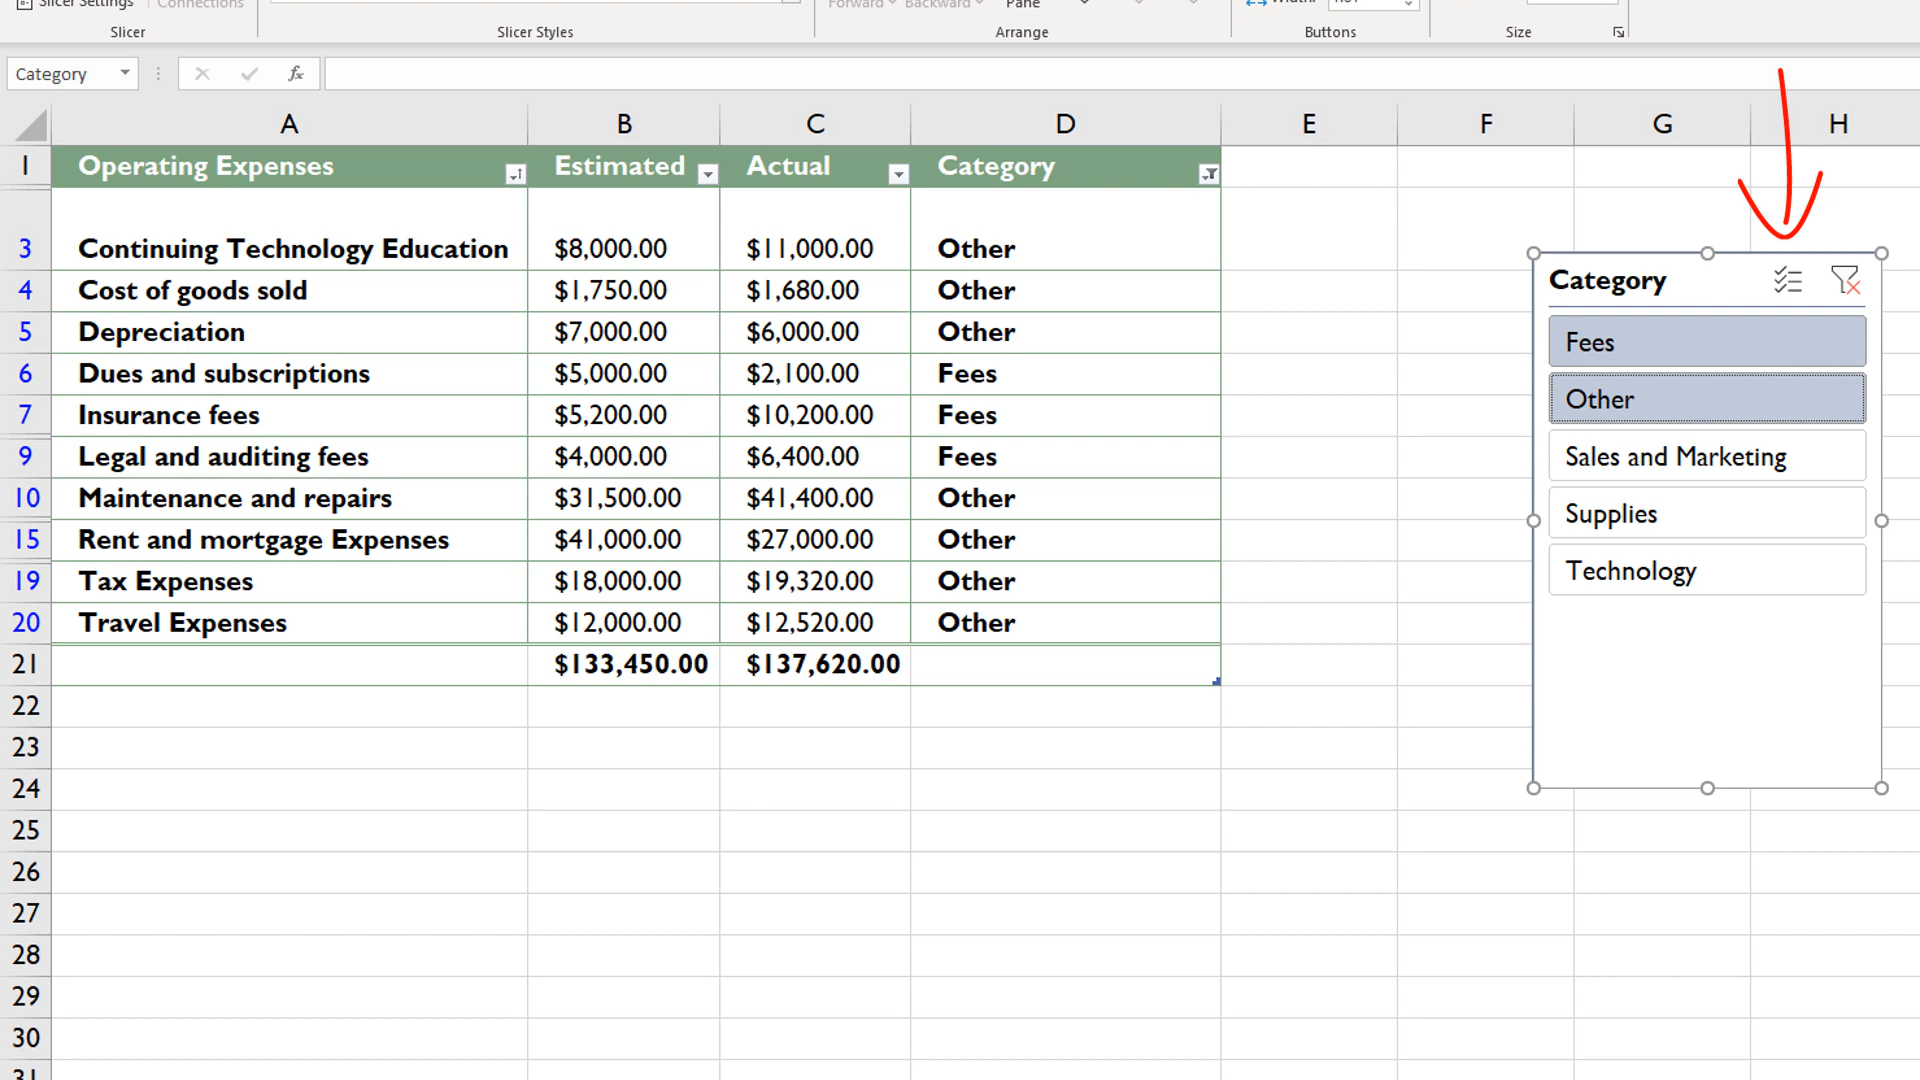 Slicer Settings Connections Forward Backward Pane
Slicer Slicer Styles Arrange Buttons Size
Category fx
A B C D E F G H
1 Operating Expenses Estimated Actual Category
3 Continuing Technology Education $8,000.00 $11,000.00 Other
4 Cost of goods sold $1,750.00 $1,680.00 Other
5 Depreciation $7,000.00 $6,000.00 Other
6 Dues and subscriptions $5,000.00 $2,100.00 Fees
7 Insurance fees $5,200.00 $10,200.00 Fees
9 Legal and auditing fees $4,000.00 $6,400.00 Fees
10 Maintenance and repairs $31,500.00 $41,400.00 Other
15 Rent and mortgage Expenses $41,000.00 $27,000.00 Other
19 Tax Expenses $18,000.00 $19,320.00 Other
20 Travel Expenses $12,000.00 $12,520.00 Other
21 $133,450.00 $137,620.00
22
23
24
25
26
27
28
29
30
31
Category
Fees
Other
Sales and Marketing
Supplies
Technology